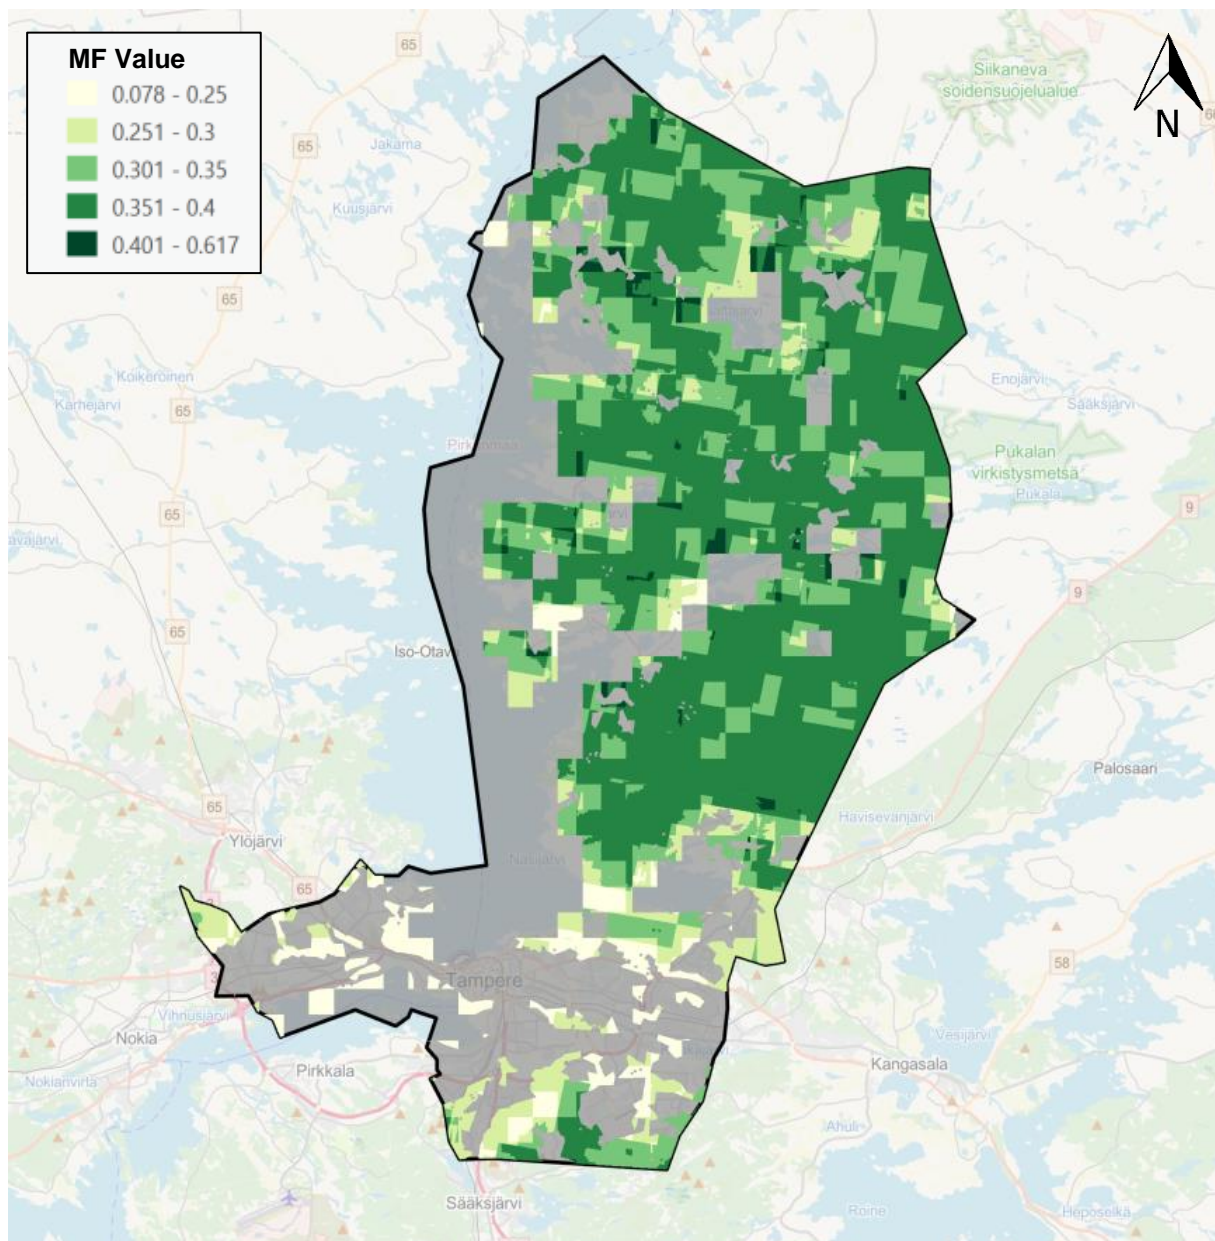 MF Value
0.078 - 0.25
0.251 - 0.3
0.301 - 0.35
0.351 - 0.4
0.401 - 0.617
N
65
Siikaneva
soidensuojelualue
65
Jakama
Kuusjärvi
65
Koikeroinen
Karhejärvi
65
Enojärvi
Sääksjärvi
Pukalan
virkistysmetsä
Pukala
65
9
9
65
Iso-Otava
Palosaari
65
Ylöjärvi
Havisevanjärvi
Näsijärvi
65
58
Tampere
Vihnusjärvi
Nokia
Pirkkala
Nokianvirta
Vesijärvi
Kangasala
Ahuli
Sääksjärvi
Roine
Heposelkä